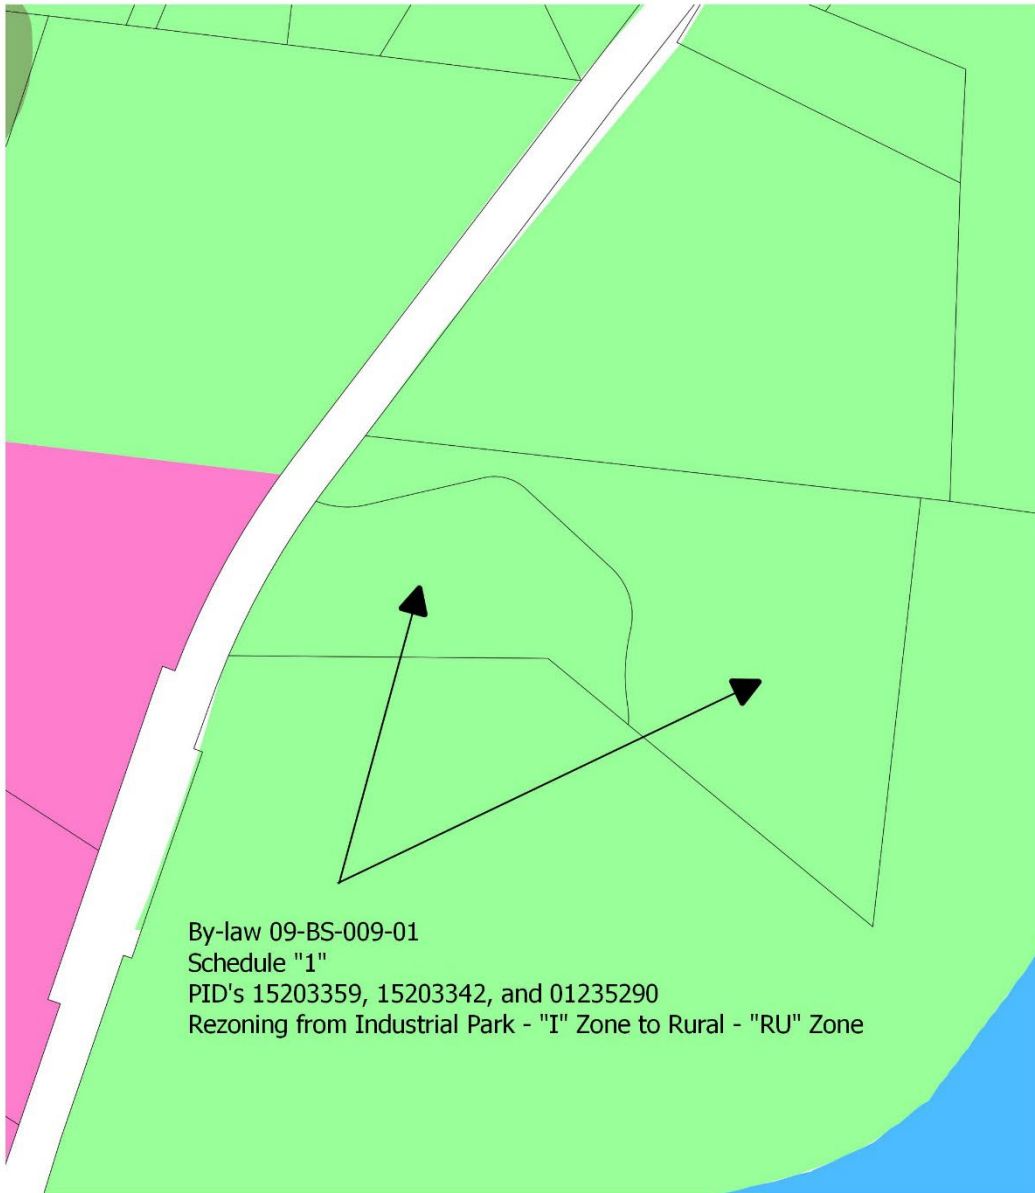 By-law 09-BS-009-01
Schedule "1"
PID's 15203359, 15203342, and 01235290
Rezoning from Industrial Park - "I" Zone to Rural - "RU" Zone